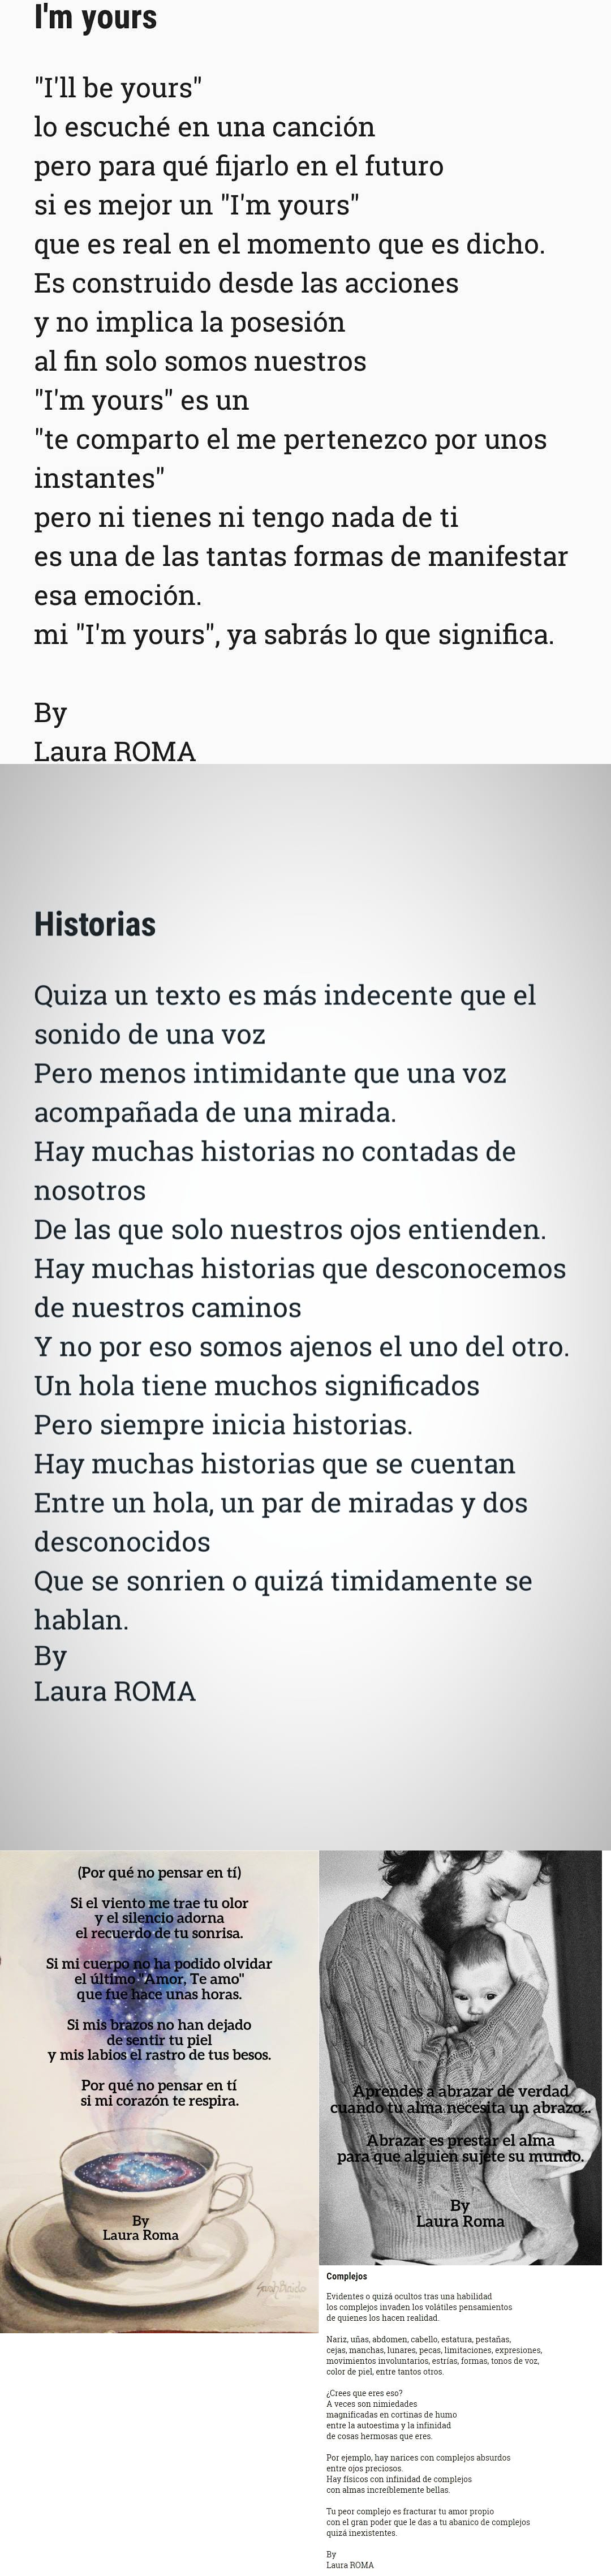 I'm yours
"I'll be yours"
lo escuché en una canción
pero para qué fijarlo en el futuro
si es mejor un "I'm yours"
que es real en el momento que es dicho.
Es construido desde las acciones
y no implica la posesión
al fin solo somos nuestros
"I'm yours" es un
"te comparto el me pertenezco por unos
instantes"
pero ni tienes ni tengo nada de ti
es una de las tantas formas de manifestar
esa emoción.
mi "I'm yours", ya sabrás lo que significa.
By
Laura ROMA
Historias
Quiza un texto es más indecente que el
sonido de una voz
Pero menos intimidante que una voz
acompañada de una mirada.
Hay muchas historias no contadas de
nosotros
De las que solo nuestros ojos entienden.
Hay muchas historias que desconocemos
de nuestros caminos
Y no por eso somos ajenos el uno del otro.
Un hola tiene muchos significados
Pero siempre inicia historias.
Hay muchas historias que se cuentan
Entre un hola, un par de miradas y dos
desconocidos
Que se sonrien o quizá timidamente se
hablan.
By
Laura ROMA
(Por qué no pensar en tí)
Si el viento me trae tu olor
y el silencio adorna
el recuerdo de tu sonrisa.
Si mi cuerpo no ha podido olvidar
el último "Amor, Te amo"
que fue hace unas horas.
Si mis brazos no han dejado
de sentir tu piel
y mis labios el rastro de tus besos.
Por qué no pensar en tí
si mi corazón te respira.
By
Laura Roma
Aprendes a abrazar de verdad
cuando tu alma necesita un abrazo...
Abrazar es prestar el alma
para que alguien sujete su mundo.
By
Laura Roma
Complejos
Evidentes o quizá ocultos tras una habilidad
los complejos invaden los volátiles pensamientos
de quienes los hacen realidad.
Nariz, uñas, abdomen, cabello, estatura, pestañas,
cejas, manchas, lunares, pecas, limitaciones, expresiones,
movimientos involuntarios, estrías, formas, tonos de voz,
color de piel, entre tantos otros.
¿Crees que eres eso?
A veces son nimiedades
magnificadas en cortinas de humo
entre la autoestima y la infinidad
de cosas hermosas que eres.
Por ejemplo, hay narices con complejos absurdos
entre ojos preciosos.
Hay físicos con infinidad de complejos
con almas increíblemente bellas.
Tu peor complejo es fracturar tu amor propio
con el gran poder que le das a tu abanico de complejos
quizá inexistentes.
By
Laura ROMA